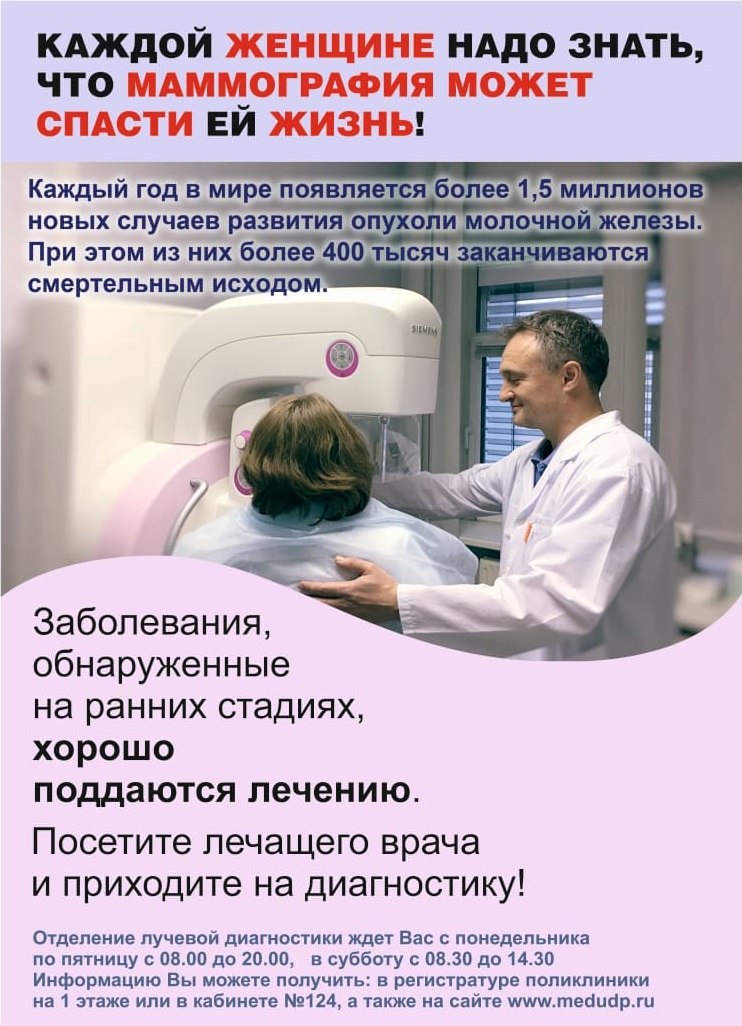 КАЖДОЙ ЖЕНЩИНЕ НАДО ЗНАТЬ,
ЧТО МАММОГРАФИЯ МОЖЕТ
СПАСТИ ЕЙ ЖИЗНЬ!
Каждый год в мире появляется более 1,5 миллионов
новых случаев развития опухоли молочной железы.
При этом из них более 400 тысяч заканчиваются
смертельным исходом.
SIEMENS
Заболевания,
обнаруженные
на ранних стадиях,
хорошо
поддаются лечению.
Посетите лечащего врача
и приходите на диагностику!
Отделение лучевой диагностики ждет Вас с понедельника
по пятницу с 08.00 до 20.00, в субботу с 08.30 до 14.30
Информацию Вы можете получить: в регистратуре поликлиники
на 1 этаже или в кабинете №124, а также на сайте www.medudp.ru